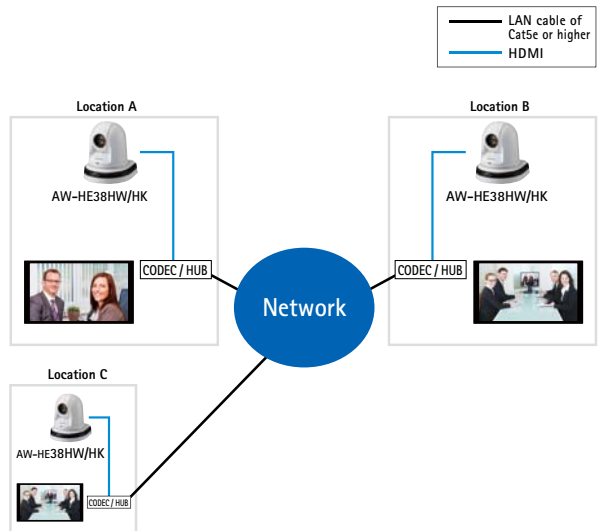 LAN cable of
Cat5e or higher
HDMI
Location A
Location B
AW-HE38HW/HK
AW-HE38HW/HK
CODEC / HUB
CODEC / HUB
Network
Location C
AW-HE38HW/HK
CODEC / HUB